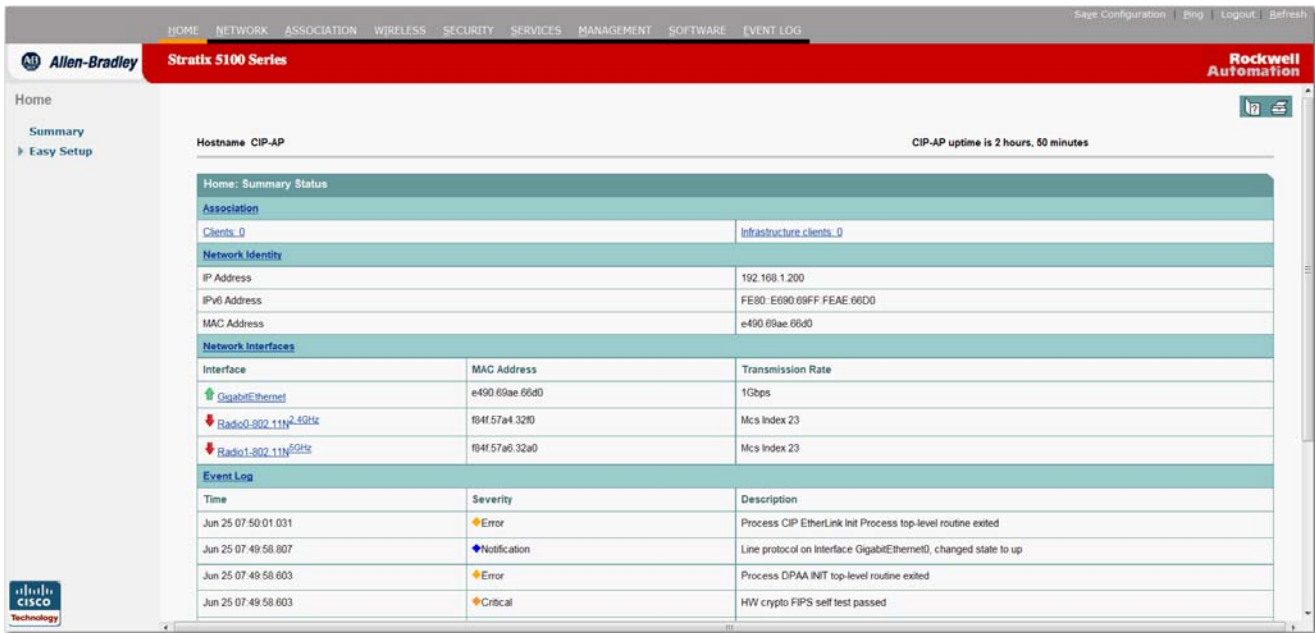 Save Configuration | Ping | Logout | Refresh
HOME NETWORK ASSOCIATION WIRELESS SECURITY SERVICES MANAGEMENT SOFTWARE EVENT LOG
AB Allen-Bradley
Stratix 5100 Series
Rockwell
Automation
Home
Summary
Easy Setup
Hostname CIP-AP
CIP-AP uptime is 2 hours, 50 minutes
Home: Summary Status
Association
Clients: 0 Infrastructure clients: 0
Network Identity
IP Address 192.168.1.200
IPv6 Address FE80::E690:69FF:FEAE:66D0
MAC Address e490.69ae.66d0
Network Interfaces
Interface MAC Address Transmission Rate
GigabitEthernet e490.69ae.66d0 1Gbps
Radio0-802.11N2.4GHz f84f.57a4.32f0 Mcs Index 23
Radio1-802.11N5GHz f84f.57a6.32a0 Mcs Index 23
Event Log
Time Severity Description
Jun 25 07:50:01.031 Error Process CIP EtherLink Init Process top-level routine exited
Jun 25 07:49:58.807 Notification Line protocol on Interface GigabitEthernet0, changed state to up
Jun 25 07:49:58.603 Error Process DPAA INIT top-level routine exited
Jun 25 07:49:58.603 Critical HW crypto FIPS self test passed
CISCO
Technology